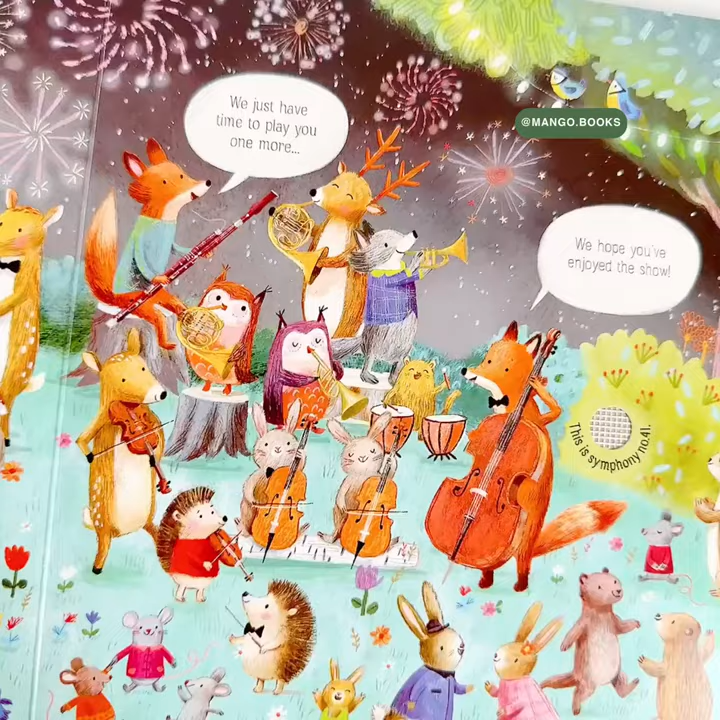 We just have
time to play you
one more...
@MANGO.BOOKS
We hope you've
enjoyed the show!
This is symphony no.41.